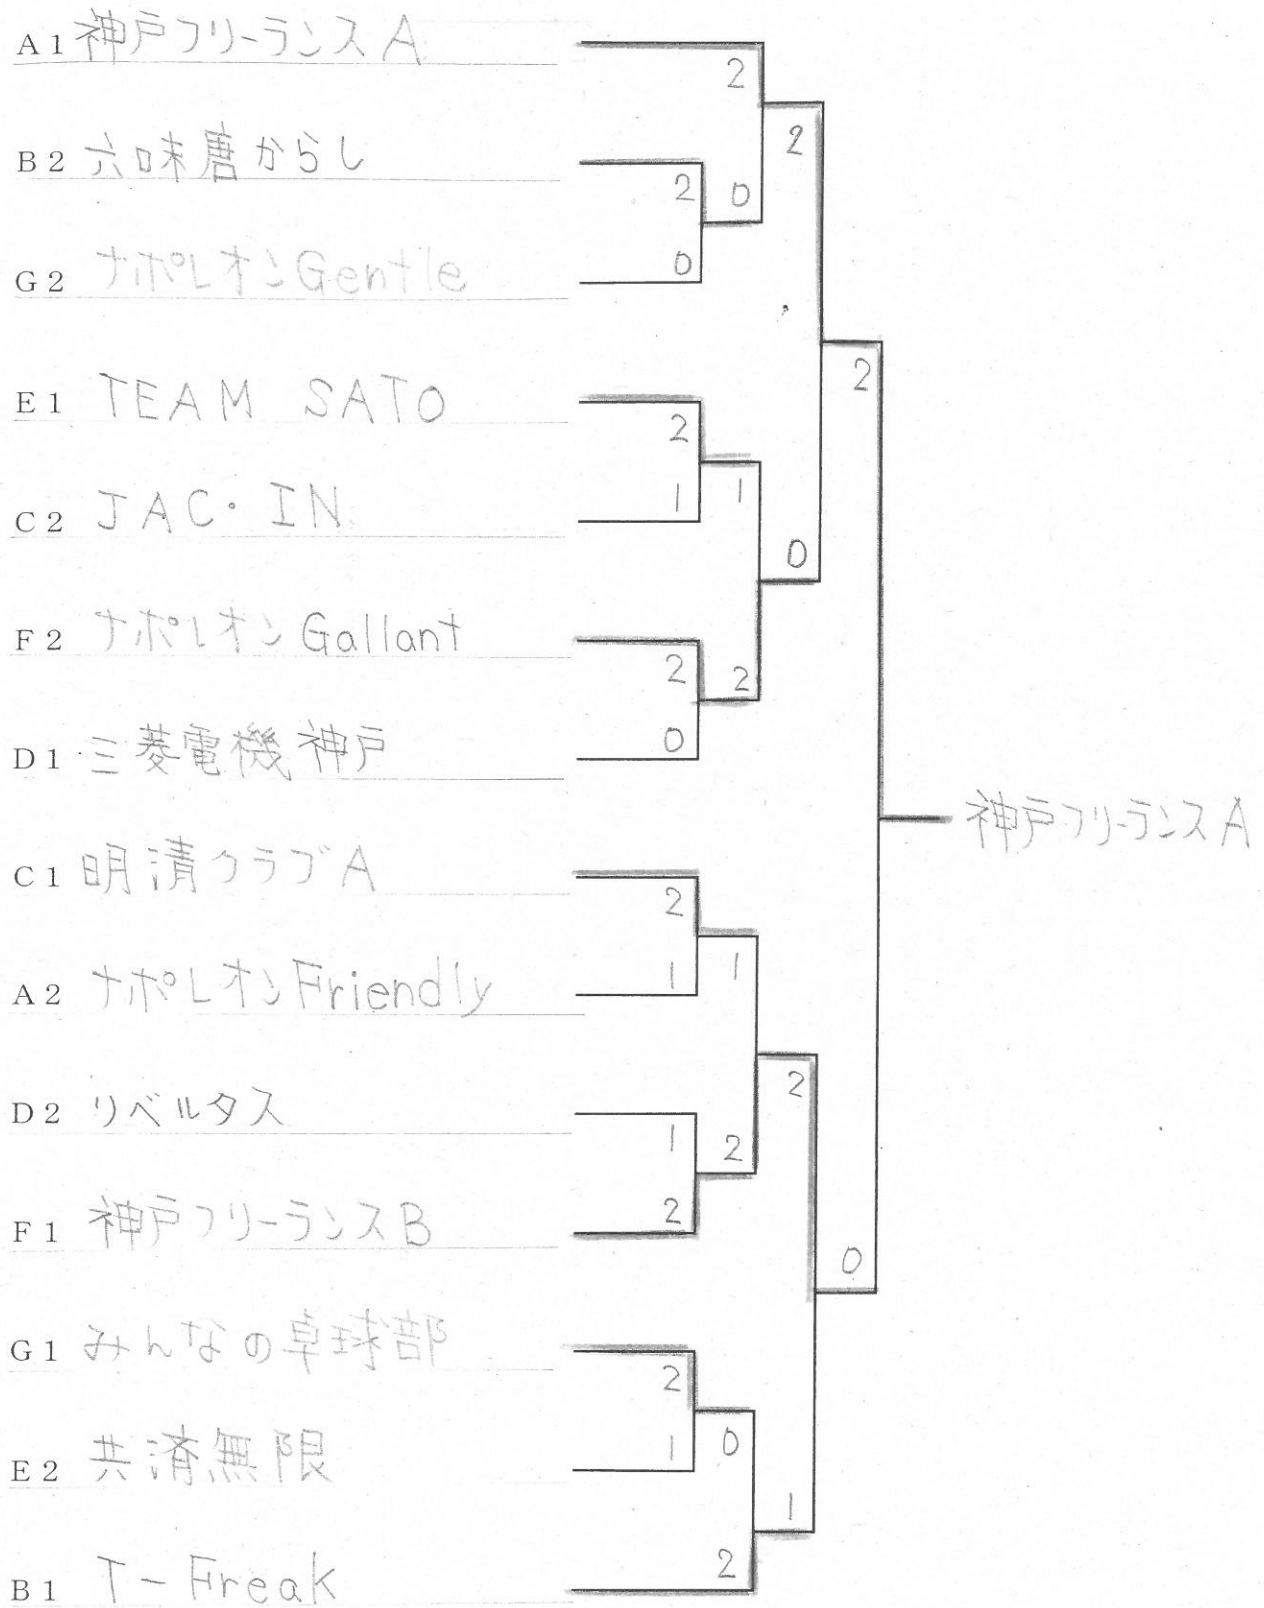 A1 神戸フリーランスA
2
2
B2 六味唐からし
2 0
G2 ナポレオンGentle
0
E1 TEAM SATO
2
2
C2 JAC・IN
1 1
0
F2 ナポレオンGallant
2 2
D1 三菱電機神戸
0
神戸フリーランスA
C1 明清クラブA
2
A2 ナポレオンFriendly
1 1
D2 リベルタス
2
1 2
F1 神戸フリーランスB
2
0
G1 みんなの卓球部
2
E2 共済無限
1 0
1
B1 T-Freak
2